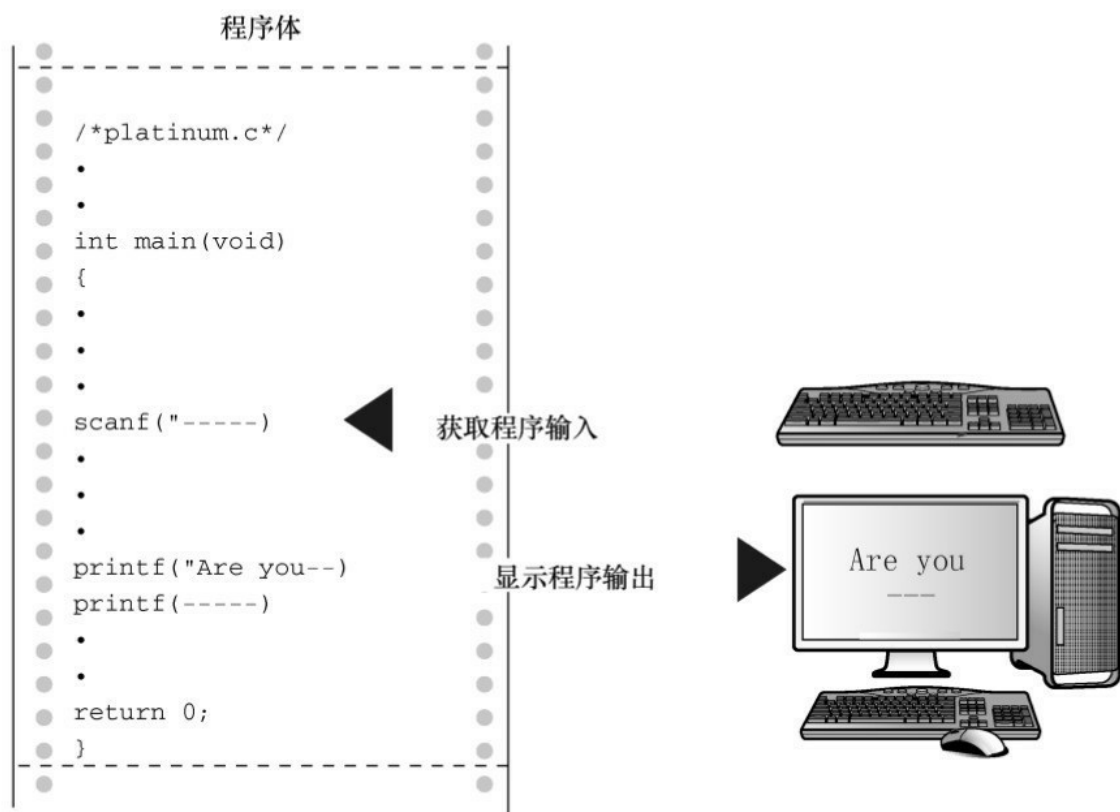 程序体
/*platinum.c*/
•
•
int main(void)
{
•
•
•
scanf("-----)
获取程序输入
•
•
•
printf("Are you--)
显示程序输出
printf(-----)
•
•
return 0;
}
Are you
---